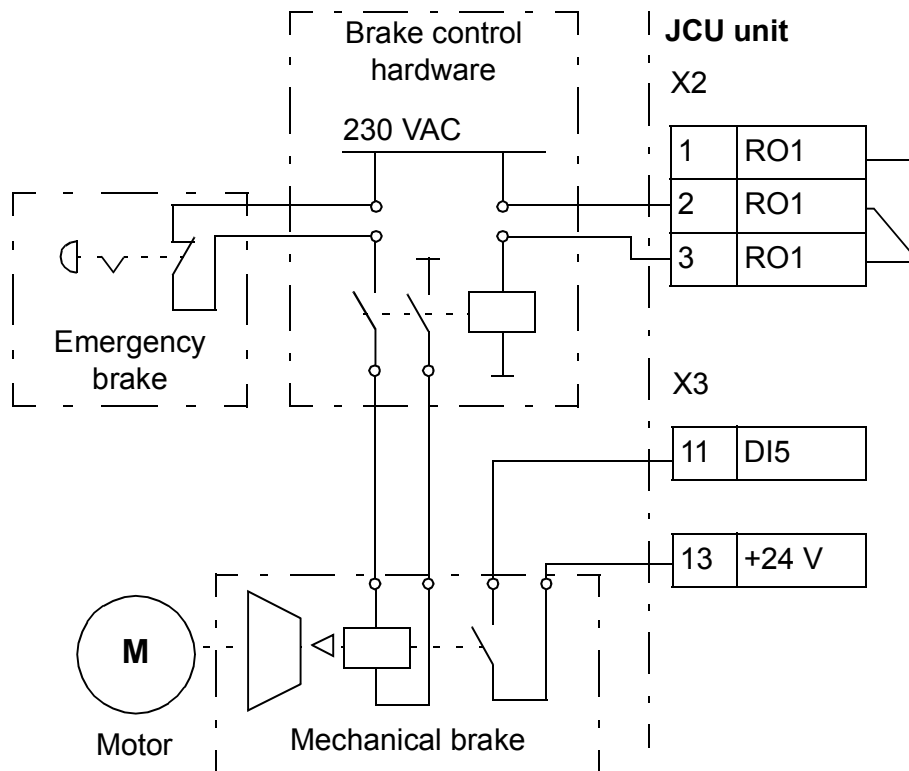 Brake control
hardware
JCU unit
X2
230 VAC
1 RO1
2 RO1
3 RO1
Emergency
brake
X3
11 DI5
13 +24 V
M
Motor
Mechanical brake